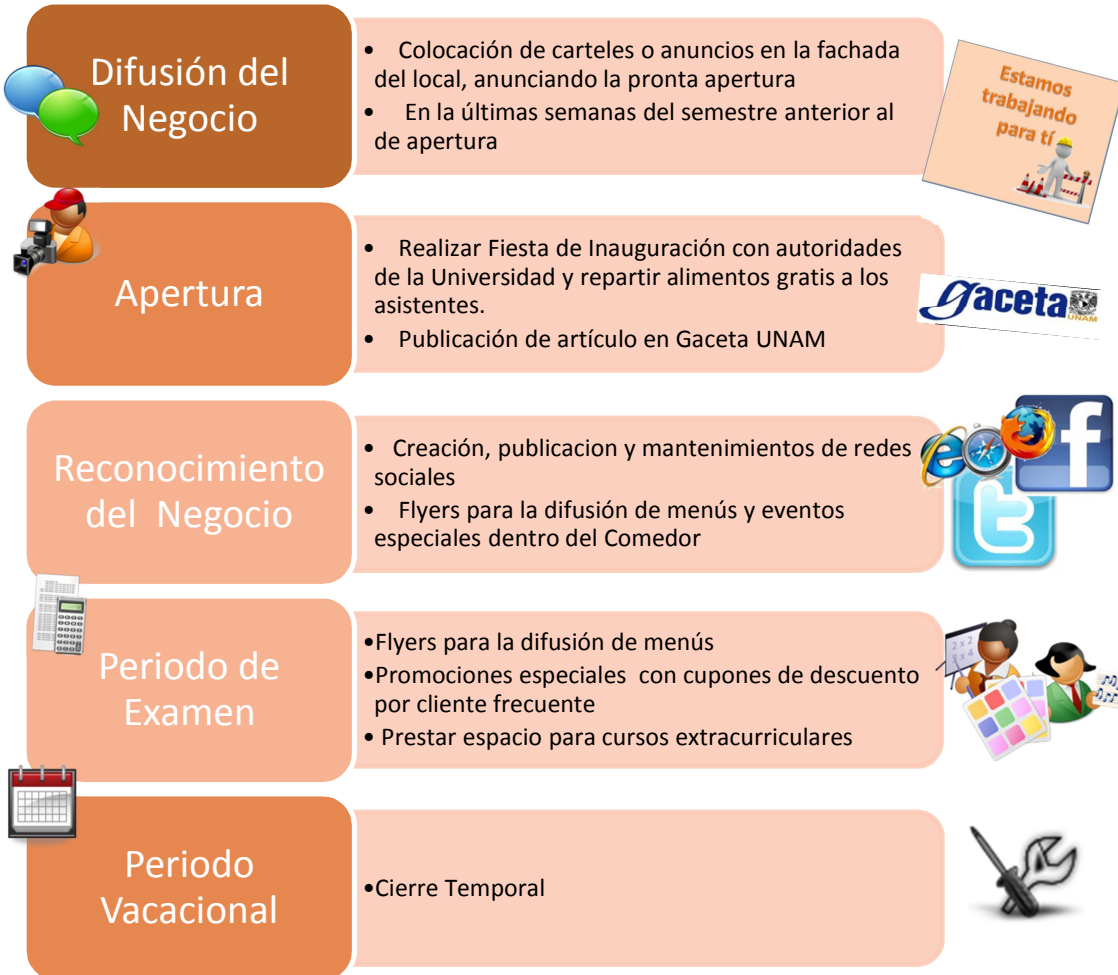 Difusión del
Negocio
• Colocación de carteles o anuncios en la fachada
del local, anunciando la pronta apertura
• En la últimas semanas del semestre anterior al
de apertura
Estamos
trabajando
para tí
Apertura
• Realizar Fiesta de Inauguración con autoridades
de la Universidad y repartir alimentos gratis a los
asistentes.
• Publicación de artículo en Gaceta UNAM
Gaceta
UNAM
Reconocimiento
del Negocio
• Creación, publicacion y mantenimientos de redes
sociales
• Flyers para la difusión de menús y eventos
especiales dentro del Comedor
Periodo de
Examen
•Flyers para la difusión de menús
•Promociones especiales con cupones de descuento
por cliente frecuente
• Prestar espacio para cursos extracurriculares
2 x 2
3 x 4
Periodo
Vacacional
•Cierre Temporal